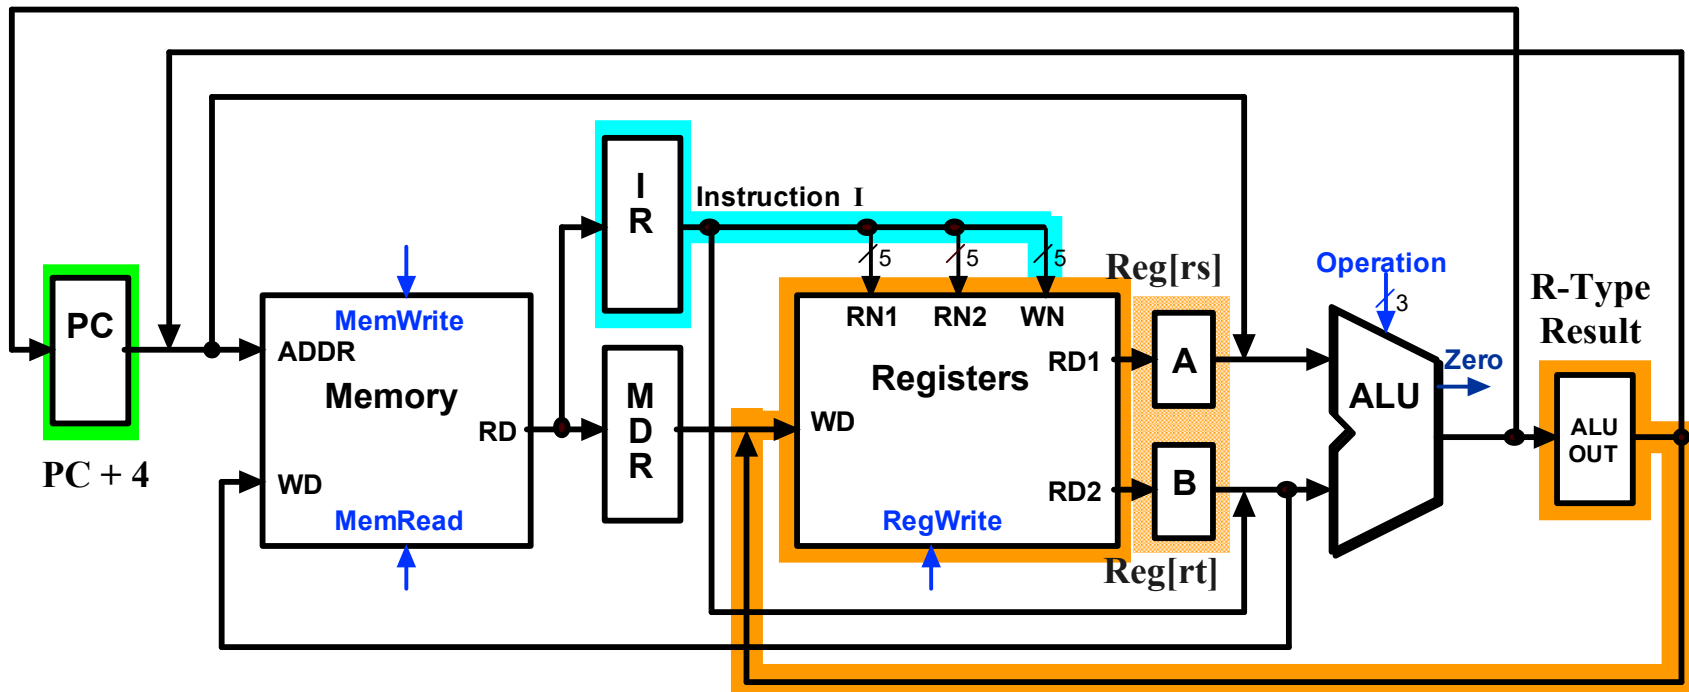 I
R
Instruction I
5
5
5
Reg[rs]
Operation
3
R-Type
Result
PC
MemWrite
ADDR
Memory
RD
WD
MemRead
PC + 4
M
D
R
RN1
RN2
WN
RD1
Registers
WD
RD2
RegWrite
A
B
Reg[rt]
ALU
Zero
ALU
OUT